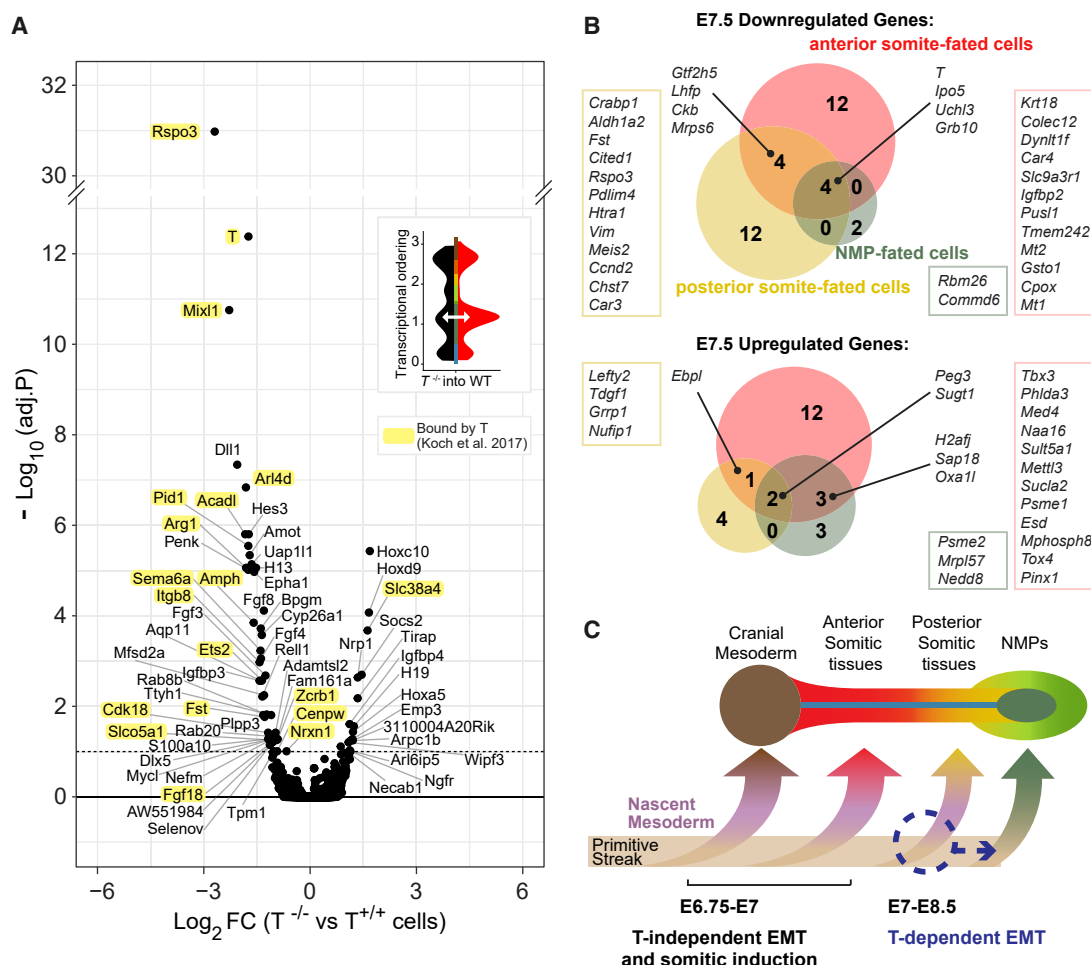 A
32
30
12
10
8
6
4
2
0
− Log10 (adj.P)
−6
−3
0
3
6
Log2 FC (T -/- vs T+/+ cells)
Rspo3
T
Mixl1
Transcriptional ordering
3
2
1
0
T -/- into WT
Bound by T
(Koch et al. 2017)
Dll1
Arl4d
Acadl
Pid1
Hes3
Arg1
Amot
Penk
Uap1l1
H13
Sema6a
Amph
Epha1
Itgb8
Fgf8
Bpgm
Fgf3
Cyp26a1
Aqp11
Fgf4
Ets2
Rell1
Mfsd2a
Igfbp3
Adamtsl2
Rab8b
Fam161a
Ttyh1
Zcrb1
Cdk18
Fst
Cenpw
Plpp3
Slco5a1
Rab20
Nrxn1
S100a10
Dlx5
Mycl
Nefm
Fgf18
AW551984
Tpm1
Selenov
Hoxc10
Hoxd9
Slc38a4
Socs2
Nrp1
Tirap
Igfbp4
H19
Hoxa5
Emp3
3110004A20Rik
Arpc1b
Wipf3
Arl6ip5
Ngfr
Necab1
B
E7.5 Downregulated Genes:
anterior somite-fated cells
Crabp1
Aldh1a2
Fst
Cited1
Rspo3
Pdlim4
Htra1
Vim
Meis2
Ccnd2
Chst7
Car3
Gtf2h5
Lhfp
Ckb
Mrps6
12
4
4
0
0
2
12
T
Ipo5
Uchl3
Grb10
NMP-fated cells
posterior somite-fated cells
Rbm26
Commd6
Krt18
Colec12
Dynlt1f
Car4
Slc9a3r1
Igfbp2
Pusl1
Tmem242
Mt2
Gsto1
Cpox
Mt1
E7.5 Upregulated Genes:
Lefty2
Tdgf1
Grrp1
Nufip1
Ebpl
12
1
2
3
4
0
3
Peg3
Sugt1
H2afj
Sap18
Oxa1l
Psme2
Mrpl57
Nedd8
Tbx3
Phlda3
Med4
Naa16
Sult5a1
Mettl3
Sucla2
Psme1
Esd
Mphosph8
Tox4
Pinx1
C
Cranial
Mesoderm
Anterior
Somitic
tissues
Posterior
Somitic
tissues
NMPs
Nascent
Mesoderm
Primitive
Streak
E6.75-E7
T-independent EMT
and somitic induction
E7-E8.5
T-dependent EMT